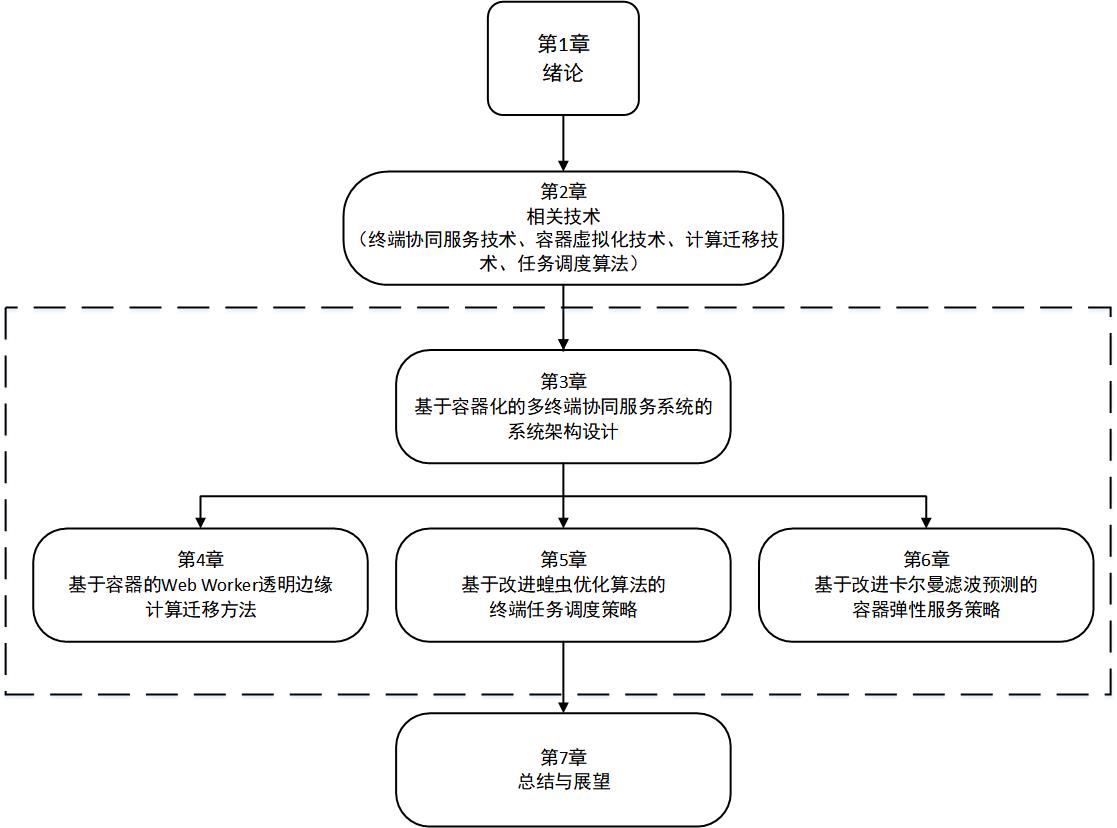 第1章
绪论
第2章
相关技术
（终端协同服务技术、容器虚拟化技术、计算迁移技
术、任务调度算法）
第3章
基于容器化的多终端协同服务系统的
系统架构设计
第4章
基于容器的Web Worker透明边缘
计算迁移方法
第5章
基于改进蝗虫优化算法的
终端任务调度策略
第6章
基于改进卡尔曼滤波预测的
容器弹性服务策略
第7章
总结与展望